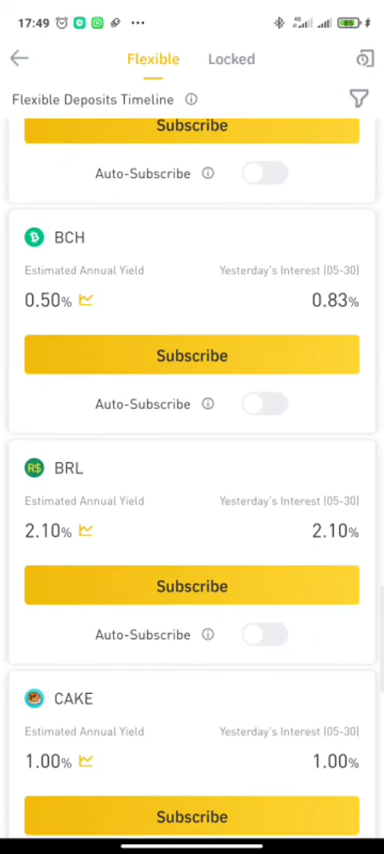 17:49
4G
85
Flexible
Locked
Flexible Deposits Timeline
Subscribe
Auto-Subscribe
BCH
Estimated Annual Yield Yesterday's Interest (05-30)
0.50% 0.83%
Subscribe
Auto-Subscribe
R$ BRL
Estimated Annual Yield Yesterday's Interest (05-30)
2.10% 2.10%
Subscribe
Auto-Subscribe
CAKE
Estimated Annual Yield Yesterday's Interest (05-30)
1.00% 1.00%
Subscribe